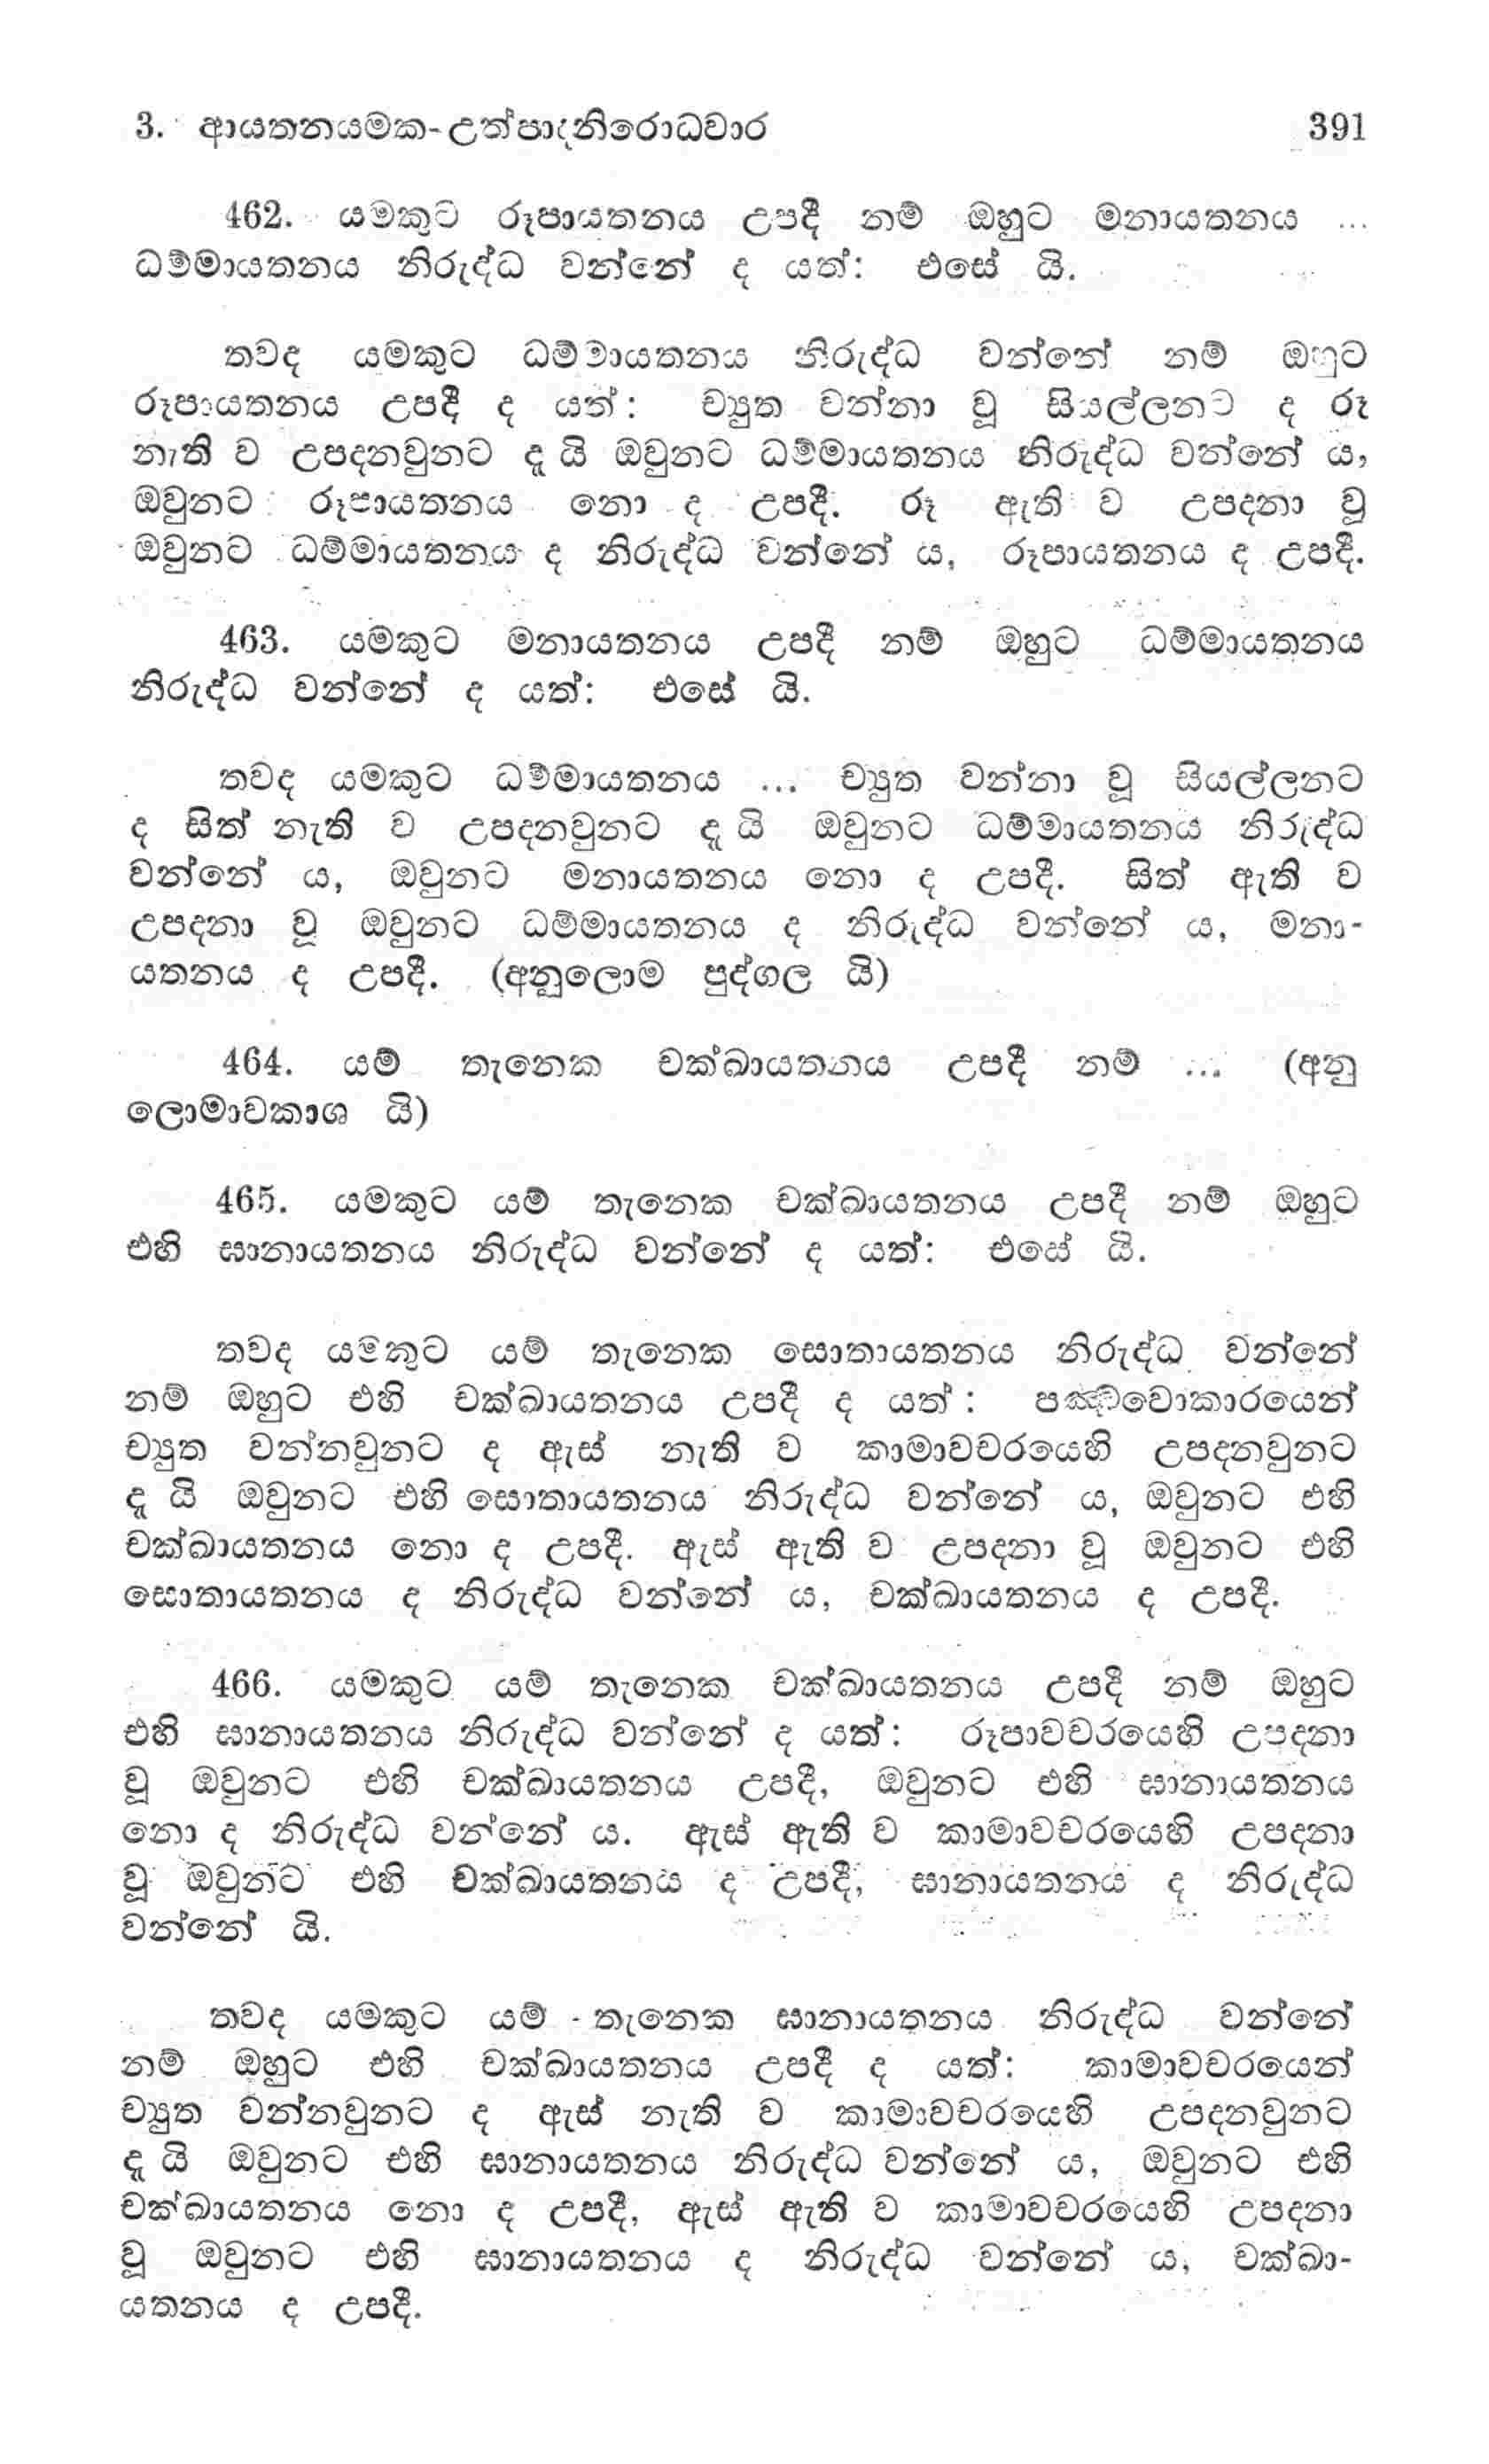 3. ආයතනයමක-උත්පාදනිරොධවාර 391
462. යමකුට රූපායතනය උපදී නම් ඔහුට මනායතනය ...
ධම්මායතනය නිරුද්ධ වන්නේ ද යත්: එසේ යි.
තවද යමකුට ධම්මායතනය නිරුද්ධ වන්නේ නම් ඔහුට
රූපායතනය උපදී ද යත්: ච්‍යුත වන්නා වූ සියල්ලනට ද රූ
නැති ව උපදනවුනට දූ යි ඔවුනට ධම්මායතනය නිරුද්ධ වන්නේ ය,
ඔවුනට රූපායතනය නො ද උපදී. රූ ඇති ව උපදනා වූ
ඔවුනට ධම්මායතනය ද නිරුද්ධ වන්නේ ය, රූපායතනය ද උපදී.
463. යමකුට මනායතනය උපදී නම් ඔහුට ධම්මායතනය
නිරුද්ධ වන්නේ ද යත්: එසේ යි.
තවද යමකුට ධම්මායතනය ... ච්‍යුත වන්නා වූ සියල්ලනට
ද සිත් නැති ව උපදනවුනට දූ යි ඔවුනට ධම්මායතනය නිරුද්ධ
වන්නේ ය, ඔවුනට මනායතනය නො ද උපදී. සිත් ඇති ව
උපදනා වූ ඔවුනට ධම්මායතනය ද නිරුද්ධ වන්නේ ය, මනා-
යතනය ද උපදී. (අනුලොම පුද්ගල යි)
464. යම් තැනෙක චක්ඛායතනය උපදී නම් ... (අනු
ලොමාවකාශ යි)
465. යමකුට යම් තැනෙක චක්ඛායතනය උපදී නම් ඔහුට
එහි ඝානායතනය නිරුද්ධ වන්නේ ද යත්: එසේ යි.
තවද යමකුට යම් තැනෙක සොතායතනය නිරුද්ධ වන්නේ
නම් ඔහුට එහි චක්ඛායතනය උපදී ද යත්: පඤ්චවොකාරයෙන්
ච්‍යුත වන්නවුනට ද ඇස් නැති ව කාමාවචරයෙහි උපදනවුනට
දූ යි ඔවුනට එහි සොතායතනය නිරුද්ධ වන්නේ ය, ඔවුනට එහි
චක්ඛායතනය නො ද උපදී. ඇස් ඇති ව උපදනා වූ ඔවුනට එහි
සොතායතනය ද නිරුද්ධ වන්නේ ය, චක්ඛායතනය ද උපදී.
466. යමකුට යම් තැනෙක චක්ඛායතනය උපදී නම් ඔහුට
එහි ඝානායතනය නිරුද්ධ වන්නේ ද යත්: රූපාවචරයෙහි උපදනා
වූ ඔවුනට එහි චක්ඛායතනය උපදී, ඔවුනට එහි ඝානායතනය
නො ද නිරුද්ධ වන්නේ ය. ඇස් ඇති ව කාමාවචරයෙහි උපදනා
වූ ඔවුනට එහි චක්ඛායතනය ද උපදී, ඝානායතනය ද නිරුද්ධ
වන්නේ යි.
තවද යමකුට යම් තැනෙක ඝානායතනය නිරුද්ධ වන්නේ
නම් ඔහුට එහි චක්ඛායතනය උපදී ද යත්: කාමාවචරයෙන්
ච්‍යුත වන්නවුනට ද ඇස් නැති ව කාමාවචරයෙහි උපදනවුනට
දූ යි ඔවුනට එහි ඝානායතනය නිරුද්ධ වන්නේ ය, ඔවුනට එහි
චක්ඛායතනය නො ද උපදී, ඇස් ඇති ව කාමාවචරයෙහි උපදනා
වූ ඔවුනට එහි ඝානායතනය ද නිරුද්ධ වන්නේ ය, චක්ඛා-
යතනය ද උපදී.